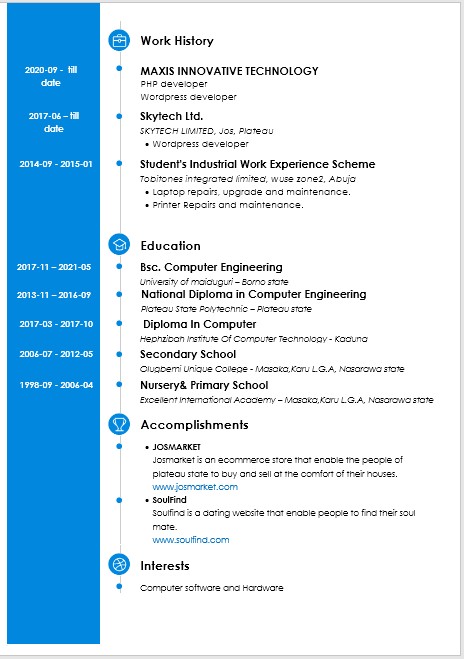 Work History
2020-09 - till
date
MAXIS INNOVATIVE TECHNOLOGY
PHP developer
Wordpress developer
2017-06 – till
date
Skytech Ltd.
SKYTECH LIMITED, Jos, Plateau
• Wordpress developer
2014-09 - 2015-01
Student's Industrial Work Experience Scheme
Tobitones integrated limited, wuse zone2, Abuja
• Laptop repairs, upgrade and maintenance.
• Printer Repairs and maintenance.
Education
2017-11 – 2021-05
Bsc. Computer Engineering
University of maiduguri – Borno state
2013-11 – 2016-09
National Diploma in Computer Engineering
Plateau State Polytechnic – Plateau state
2017-03 - 2017-10
Diploma In Computer
Hephzibah Institute Of Computer Technology - Kaduna
2006-07 - 2012-05
Secondary School
Olugbemi Unique College - Masaka,Karu L.G.A, Nasarawa state
1998-09 - 2006-04
Nursery& Primary School
Excellent International Academy – Masaka,Karu L.G.A, Nasarawa state
Accomplishments
• JOSMARKET
Josmarket is an ecommerce store that enable the people of
plateau state to buy and sell at the comfort of their houses.
www.josmarket.com
• SoulFind
Soulfind is a dating website that enable people to find their soul
mate.
www.soulfind.com
Interests
Computer software and Hardware